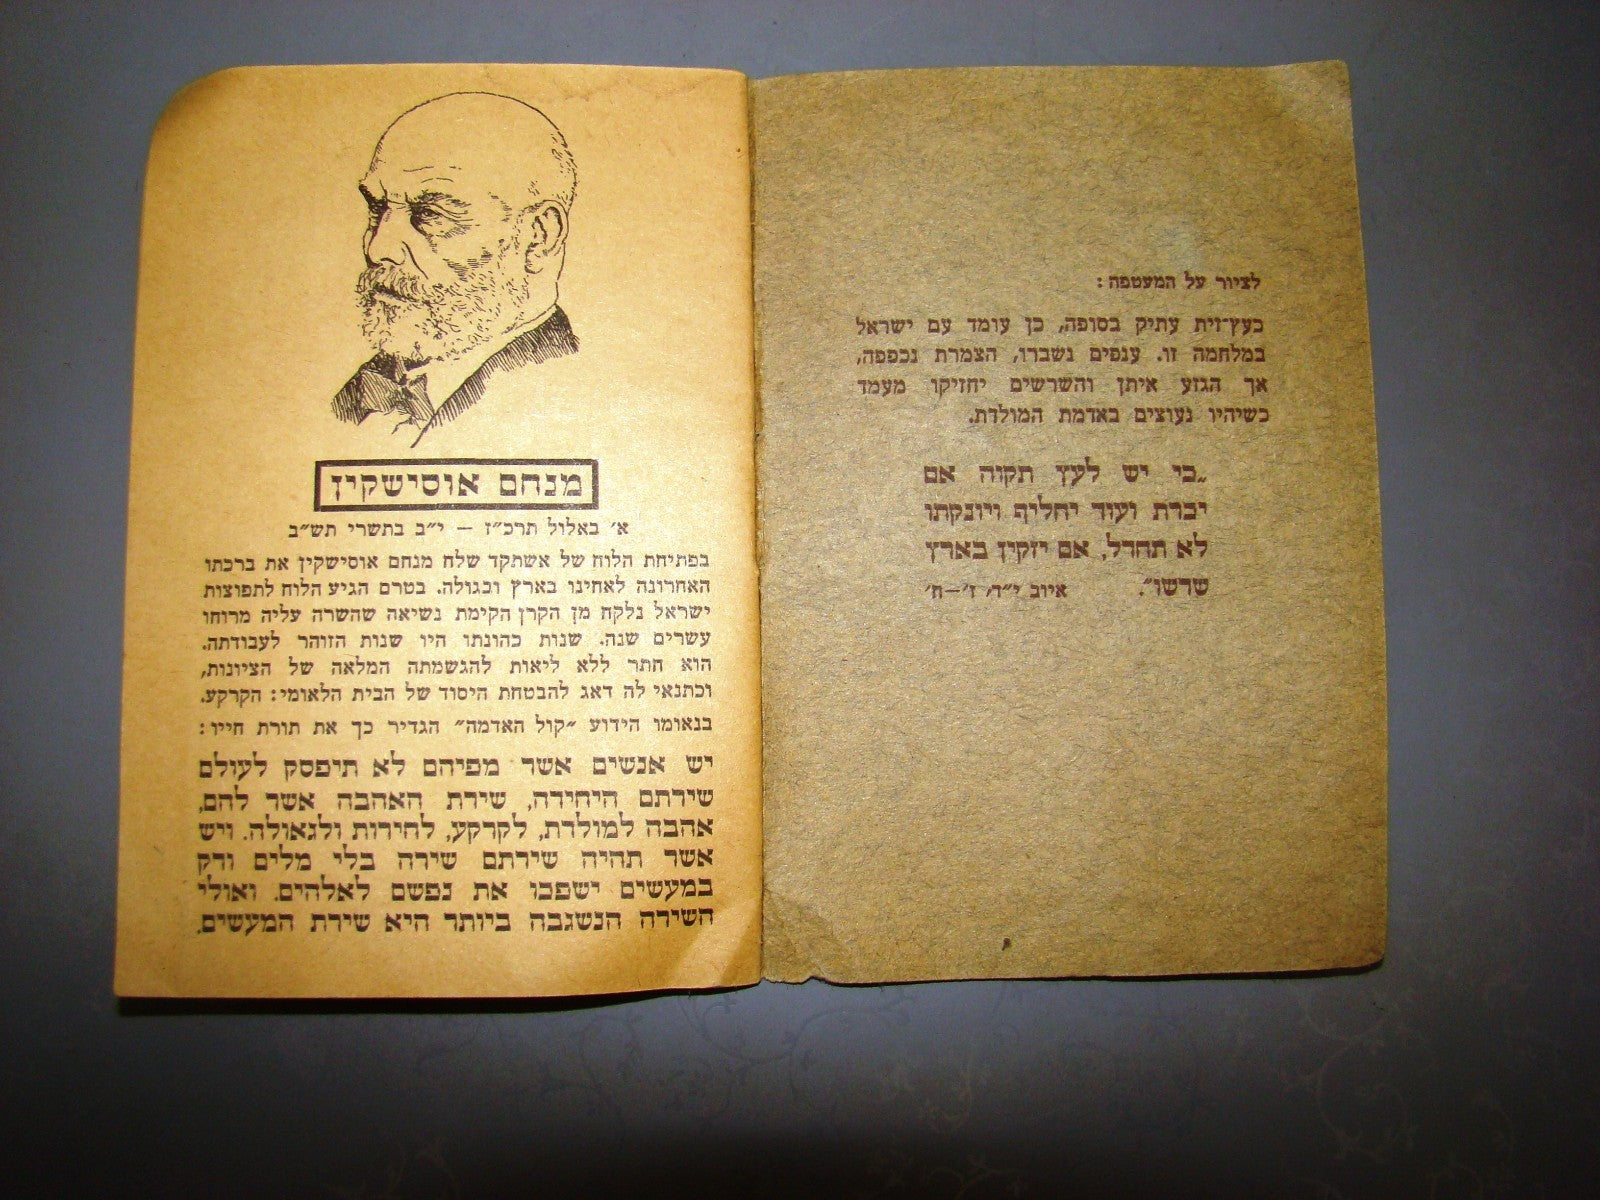 לציור על המעטפה:
כעץ־זית עתיק בסופה, כן עומד עם ישראל
במלחמה זו. ענפים נשברו, הצמרת נכפפה,
אך הגזע איתן והשרשים יחזיקו מעמד
כשיהיו נעוצים באדמת המולדת.
„כי יש לעץ תקוה אם
יכרת ועוד יחליף ויונקתו
לא תחדל, אם יזקין בארץ
שרשו״. איוב י״ד, ז׳–ח׳
מנחם אוסישקין
א׳ באלול תרכ״ז – י״ב בתשרי תש״ב
בפתיחת הלוח של אשתקד שלח מנחם אוסישקין את ברכתו
האחרונה לאחינו בארץ ובגולה. בטרם הגיע הלוח לתפוצות
ישראל נלקח מן הקרן הקימת נשיאה שהשרה עליה מרוחו
עשרים שנה. שנות כהונתו היו שנות הזוהר לעבודתה.
הוא חתר ללא ליאות להגשמתה המלאה של הציונות,
וכתנאי לה דאג להבטחת היסוד של הבית הלאומי: הקרקע.
בנאומו הידוע „קול האדמה״ הגדיר כך את תורת חייו:
יש אנשים אשר מפיהם לא תיפסק לעולם
שירתם היחידה, שירת האהבה אשר להם,
אהבה למולדת, לקרקע, לחירות ולגאולה. ויש
אשר תהיה שירתם שירה בלי מלים ורק
במעשים ישפכו את נפשם לאלהים. ואולי
השירה הנשגבה ביותר היא שירת המעשים.